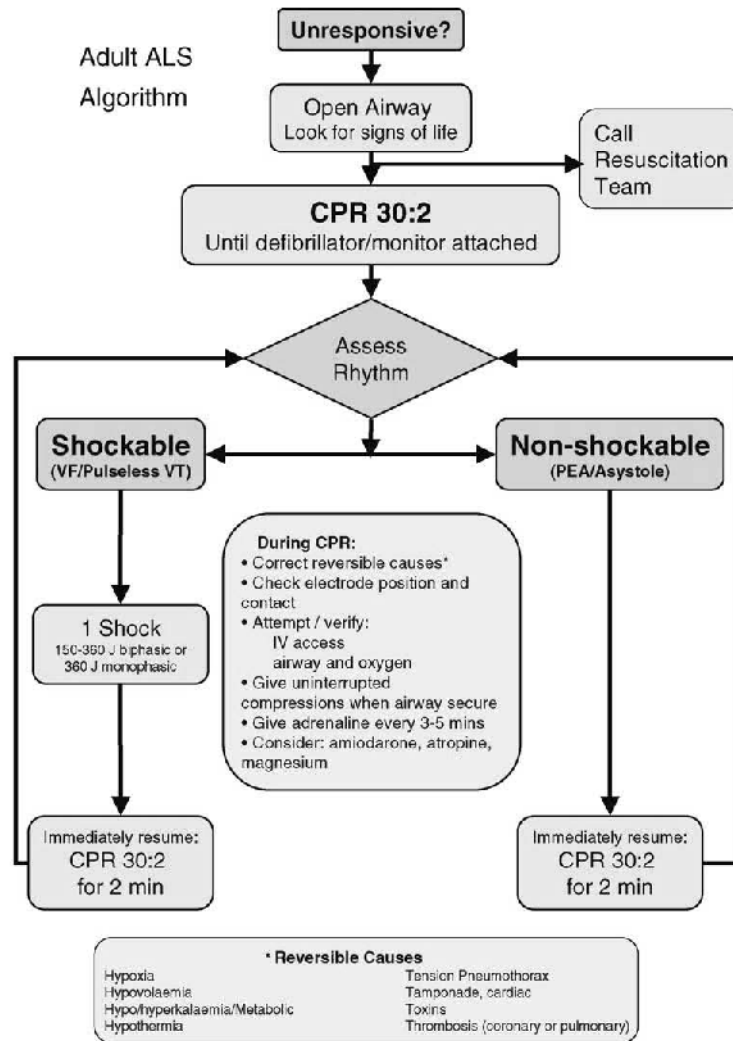 Unresponsive?
Adult ALS
Algorithm
Open Airway
Look for signs of life
Call
Resuscitation
Team
CPR 30:2
Until defibrillator/monitor attached
Assess
Rhythm
Shockable
(VF/Pulseless VT)
Non-shockable
(PEA/Asystole)
During CPR:
• Correct reversible causes*
• Check electrode position and
contact
• Attempt / verify:
IV access
airway and oxygen
• Give uninterrupted
compressions when airway secure
• Give adrenaline every 3-5 mins
• Consider: amiodarone, atropine,
magnesium
1 Shock
150-360 J biphasic or
360 J monophasic
Immediately resume:
CPR 30:2
for 2 min
Immediately resume:
CPR 30:2
for 2 min
* Reversible Causes
Hypoxia
Hypovolaemia
Hypo/hyperkalaemia/Metabolic
Hypothermia
Tension Pneumothorax
Tamponade, cardiac
Toxins
Thrombosis (coronary or pulmonary)